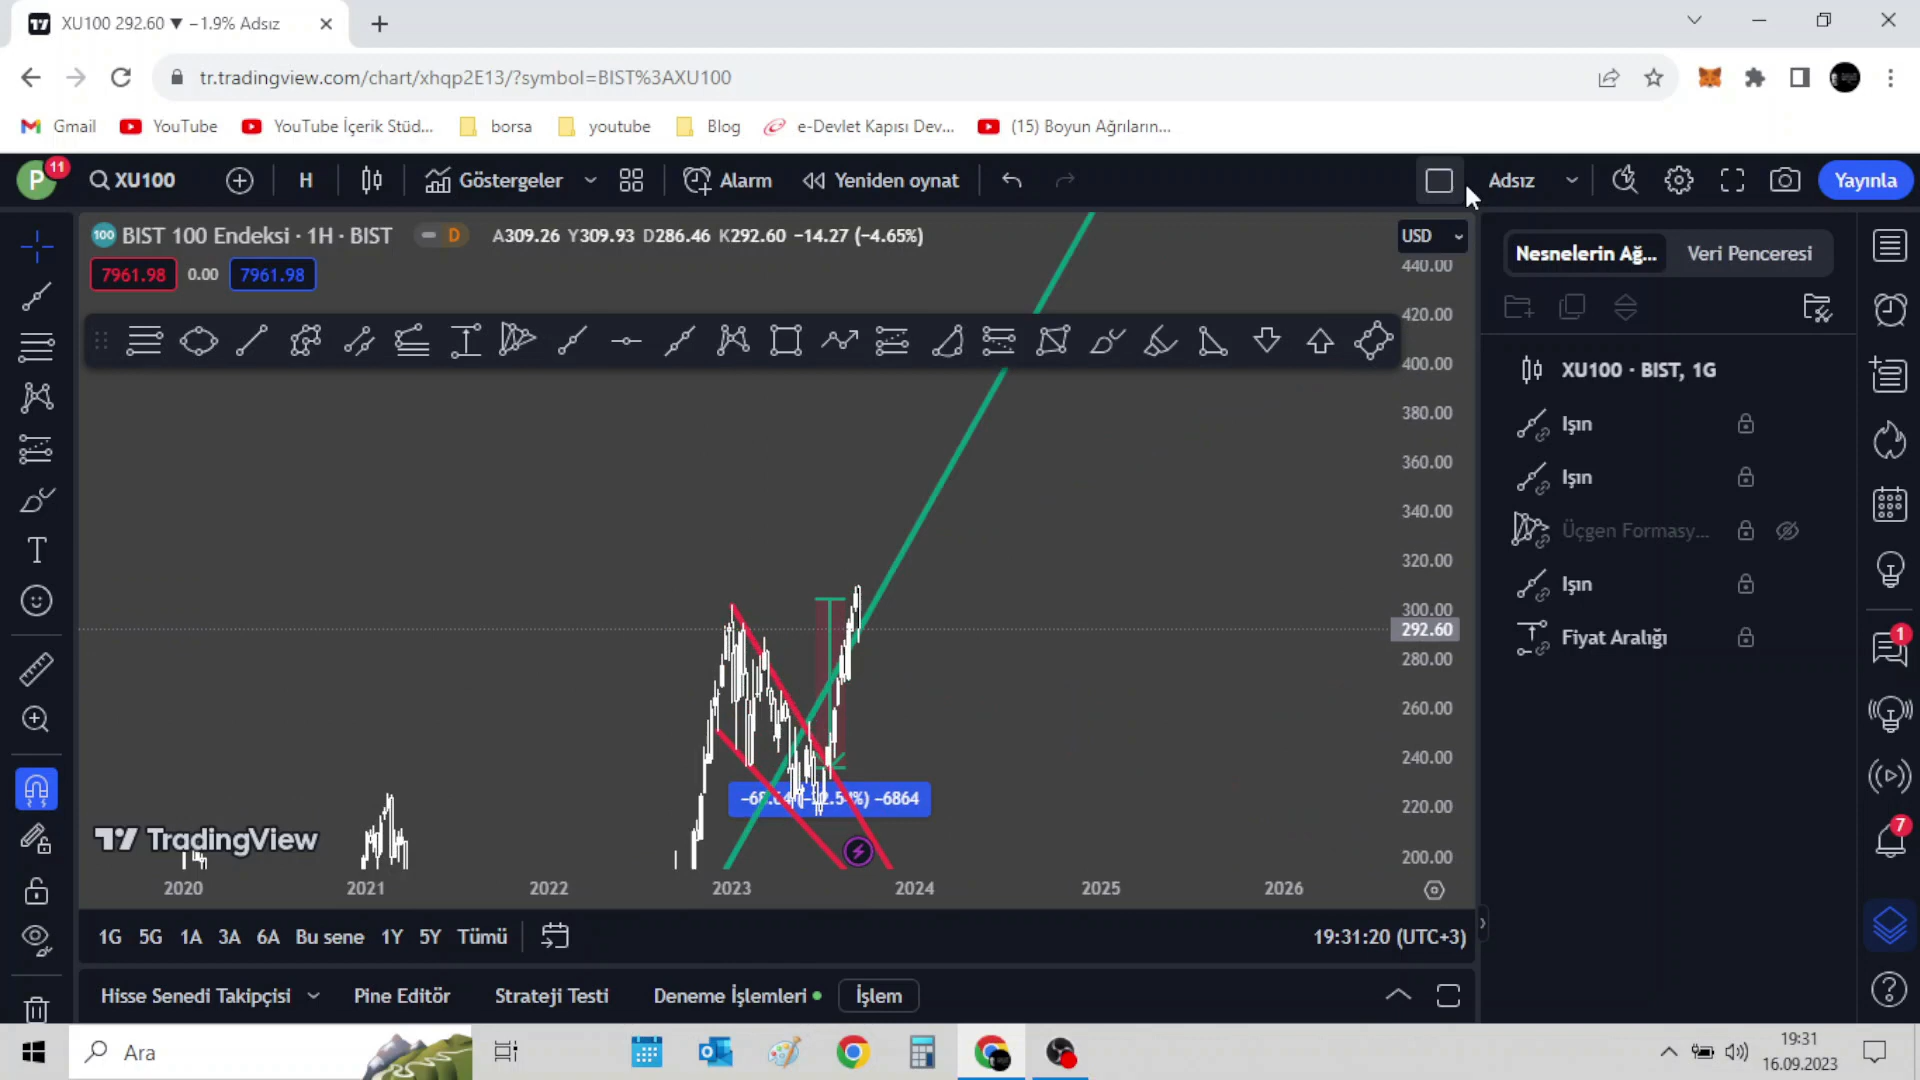 XU100 292.60 ▼ −1.9% Adsız
tr.tradingview.com/chart/xhqp2E13/?symbol=BIST%3AXU100
Gmail YouTube YouTube İçerik Stüd... borsa youtube Blog e-Devlet Kapısı Dev... (15) Boyun Ağrıların...
P 11 XU100 H Göstergeler Alarm Yeniden oynat Adsız Yayınla
100 BIST 100 Endeksi · 1H · BIST D A309.26 Y309.93 D286.46 K292.60 −14.27 (−4.65%) USD
7961.98 0.00 7961.98
Nesnelerin Ağ... Veri Penceresi
440.00
420.00
400.00
380.00
360.00
340.00
320.00
300.00
292.60
280.00
260.00
240.00
220.00
200.00
XU100 · BIST, 1G
Işın
Işın
Üçgen Formasy...
Işın
Fiyat Aralığı
1
7
−6864
TradingView
2020 2021 2022 2023 2024 2025 2026
1G 5G 1A 3A 6A Bu sene 1Y 5Y Tümü 19:31:20 (UTC+3)
Hisse Senedi Takipçisi Pine Editör Strateji Testi Deneme İşlemleri İşlem
Ara
19:31
16.09.2023